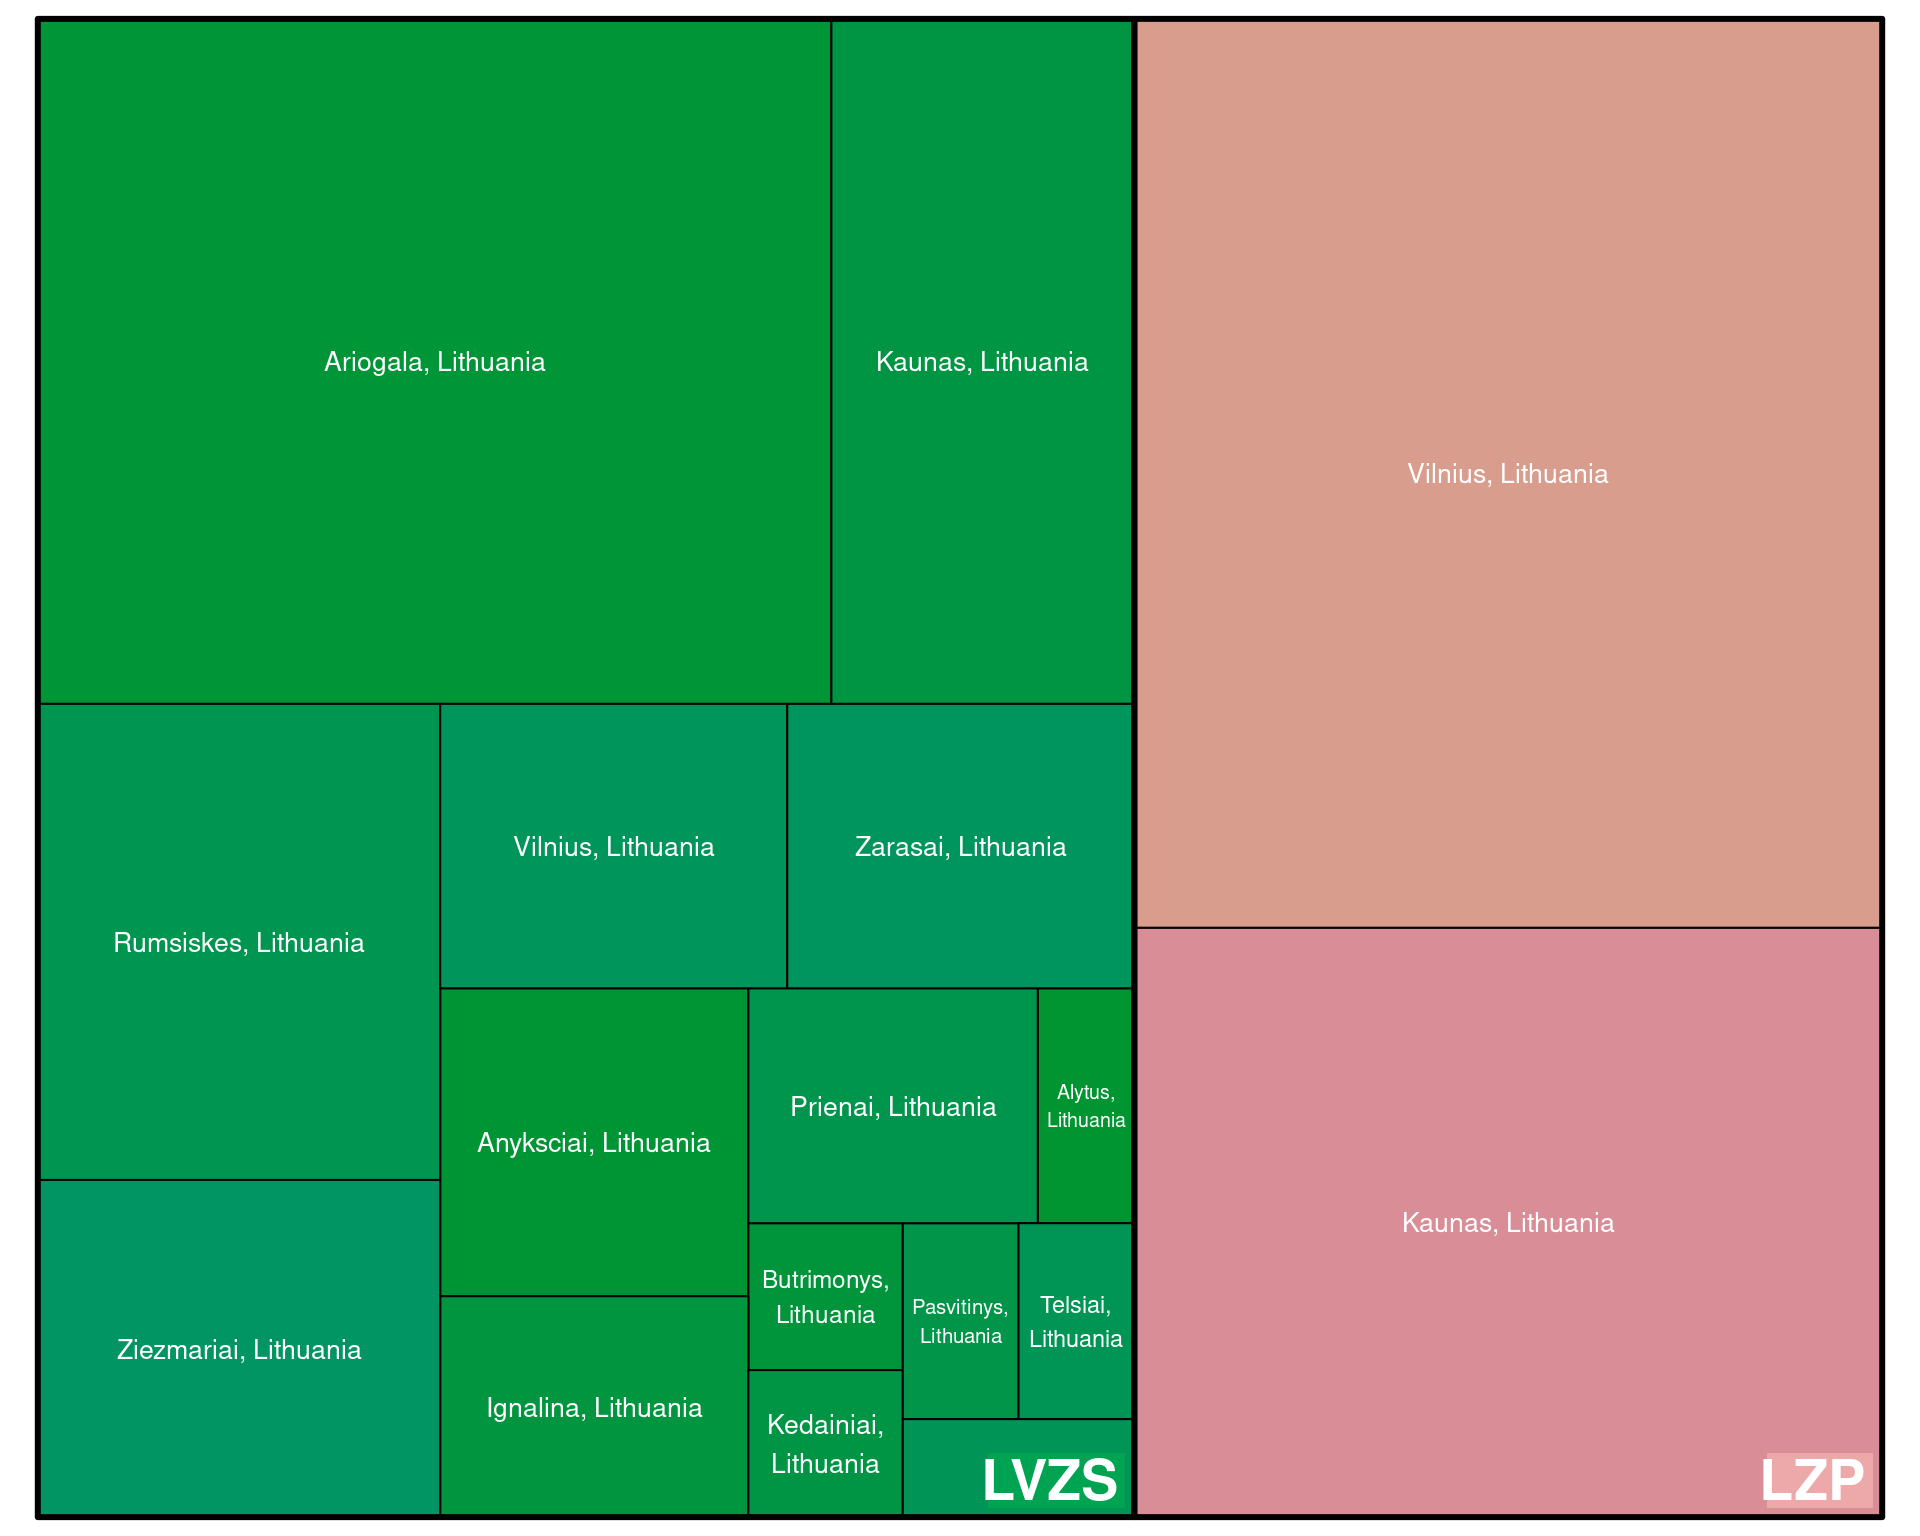 Ariogala, Lithuania
Kaunas, Lithuania
Vilnius, Lithuania
Rumsiskes, Lithuania
Vilnius, Lithuania
Zarasai, Lithuania
Anyksciai, Lithuania
Prienai, Lithuania
Alytus,
Lithuania
Kaunas, Lithuania
Ziezmariai, Lithuania
Ignalina, Lithuania
Butrimonys,
Lithuania
Pasvitinys,
Lithuania
Telsiai,
Lithuania
Kedainiai,
Lithuania
LVZS
LZP